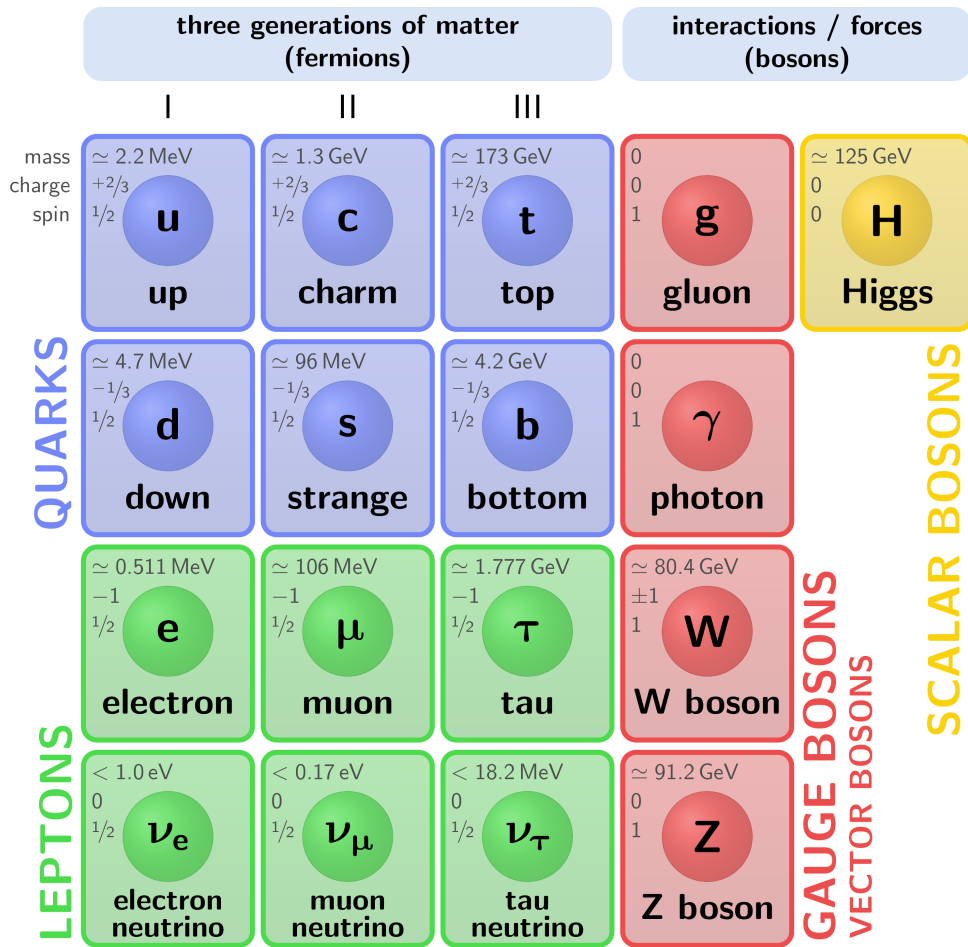 three generations of matter
(fermions)
interactions / forces
(bosons)
I
II
III
mass
charge
spin
≃ 2.2 MeV
+2/3
1/2
u
up
≃ 1.3 GeV
+2/3
1/2
c
charm
≃ 173 GeV
+2/3
1/2
t
top
0
0
1
g
gluon
≃ 125 GeV
0
0
H
Higgs
QUARKS
≃ 4.7 MeV
−1/3
1/2
d
down
≃ 96 MeV
−1/3
1/2
s
strange
≃ 4.2 GeV
−1/3
1/2
b
bottom
0
0
1
γ
photon
SCALAR BOSONS
≃ 0.511 MeV
−1
1/2
e
electron
≃ 106 MeV
−1
1/2
μ
muon
≃ 1.777 GeV
−1
1/2
τ
tau
≃ 80.4 GeV
±1
1
W
W boson
LEPTONS
< 1.0 eV
0
1/2
νe
electron
neutrino
< 0.17 eV
0
1/2
νμ
muon
neutrino
< 18.2 MeV
0
1/2
ντ
tau
neutrino
≃ 91.2 GeV
0
1
Z
Z boson
GAUGE BOSONS
VECTOR BOSONS